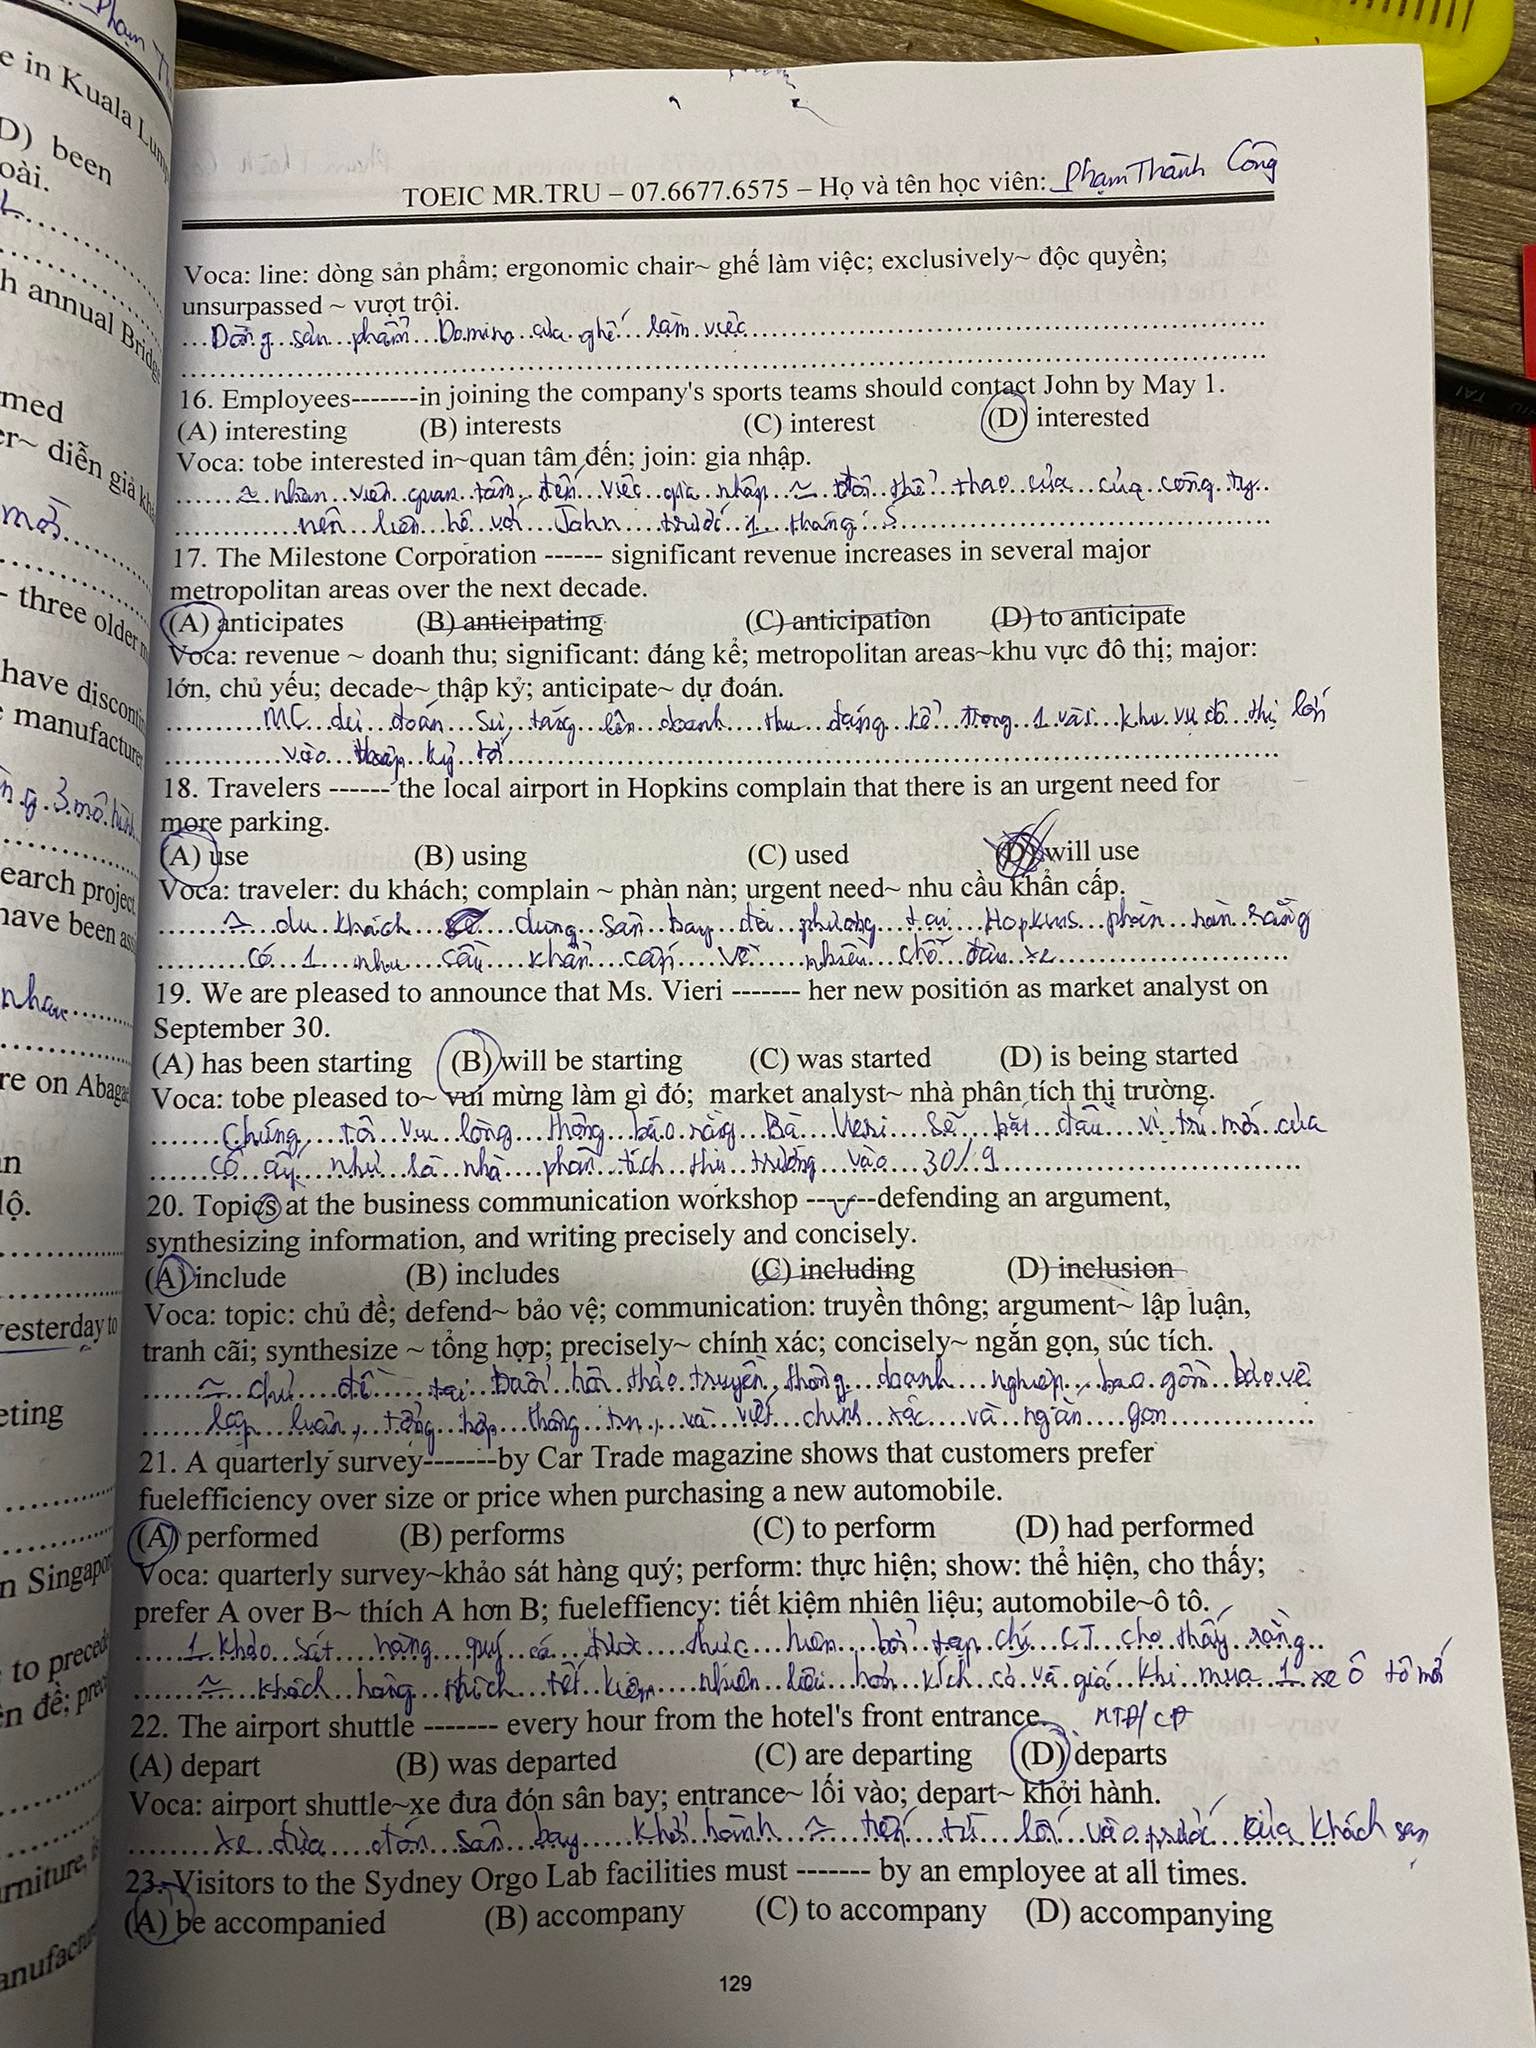 TOEIC MR.TRU – 07.6677.6575 – Họ và tên học viên: Phạm Thành Công
Voca: line: dòng sản phẩm; ergonomic chair~ ghế làm việc; exclusively~ độc quyền;
unsurpassed ~ vượt trội.
Dòng sản phẩm Domino của ghế làm việc
16. Employees-------in joining the company's sports teams should contact John by May 1.
(A) interesting (B) interests (C) interest (D) interested
Voca: tobe interested in~quan tâm đến; join: gia nhập.
~ nhân viên quan tâm đến việc gia nhập ~ đội thể thao của của công ty
nên liên hệ với John trước 1 tháng 5
17. The Milestone Corporation ------ significant revenue increases in several major
metropolitan areas over the next decade.
(A) anticipates (B) anticipating (C) anticipation (D) to anticipate
Voca: revenue ~ doanh thu; significant: đáng kể; metropolitan areas~khu vực đô thị; major:
lớn, chủ yếu; decade~ thập kỷ; anticipate~ dự đoán.
MC dự đoán sự tăng lên doanh thu đáng kể trong 1 vài khu vự đô thị lớn
vào thập kỷ tới
18. Travelers ------ the local airport in Hopkins complain that there is an urgent need for
more parking.
(A) use (B) using (C) used (D) will use
Voca: traveler: du khách; complain ~ phàn nàn; urgent need~ nhu cầu khẩn cấp.
~ du khách dùng sân bay địa phương tại Hopkins phàn nàn rằng
có 1 nhu cầu khẩn cấp về nhiều chỗ đậu xe
19. We are pleased to announce that Ms. Vieri ------- her new position as market analyst on
September 30.
(A) has been starting (B) will be starting (C) was started (D) is being started
Voca: tobe pleased to~ vui mừng làm gì đó; market analyst~ nhà phân tích thị trường.
Chúng tôi vui lòng thông báo rằng Bà Vieri sẽ bắt đầu vị trí mới của
cô ấy như là nhà phân tích thị trường vào 30/9
20. Topics at the business communication workshop -------defending an argument,
synthesizing information, and writing precisely and concisely.
(A) include (B) includes (C) including (D) inclusion
Voca: topic: chủ đề; defend~ bảo vệ; communication: truyền thông; argument~ lập luận,
tranh cãi; synthesize ~ tổng hợp; precisely~ chính xác; concisely~ ngắn gọn, súc tích.
~ chủ đề tại buổi hội thảo truyền thông doanh nghiệp bao gồm bảo vệ
lập luận, tổng hợp thông tin, và viết chính xác và ngắn gọn
21. A quarterly survey-------by Car Trade magazine shows that customers prefer
fuelefficiency over size or price when purchasing a new automobile.
(A) performed (B) performs (C) to perform (D) had performed
Voca: quarterly survey~khảo sát hàng quý; perform: thực hiện; show: thể hiện, cho thấy;
prefer A over B~ thích A hơn B; fueleffiency: tiết kiệm nhiên liệu; automobile~ô tô.
1 khảo sát hàng quý được thực hiện bởi tạp chí CT cho thấy rằng
~ khách hàng thích tiết kiệm nhiên liệu hơn kích cỡ và giá khi mua 1 xe ô tô mới
22. The airport shuttle ------- every hour from the hotel's front entrance.
(A) depart (B) was departed (C) are departing (D) departs
Voca: airport shuttle~xe đưa đón sân bay; entrance~ lối vào; depart~ khởi hành.
xe đưa đón sân bay khởi hành ~ từ lối vào trước của khách sạn
23. Visitors to the Sydney Orgo Lab facilities must ------- by an employee at all times.
(A) be accompanied (B) accompany (C) to accompany (D) accompanying
129